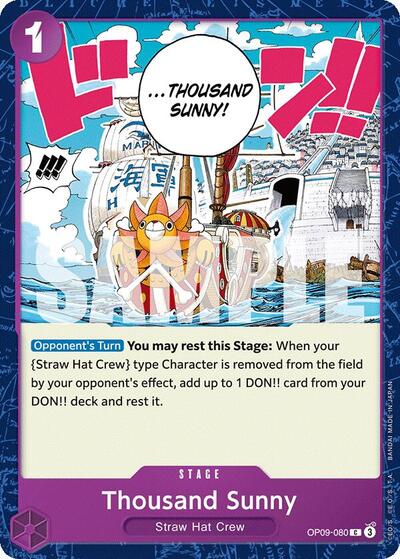 1
ドン!!
...THOUSAND
SUNNY!
!!!
海軍
SAMPLE
Opponent's Turn You may rest this Stage: When your
{Straw Hat Crew} type Character is removed from the field
by your opponent's effect, add up to 1 DON!! card from your
DON!! deck and rest it.
STAGE
Thousand Sunny
Straw Hat Crew
OP09-080 C 3
BANDAI MADE IN JAPAN.